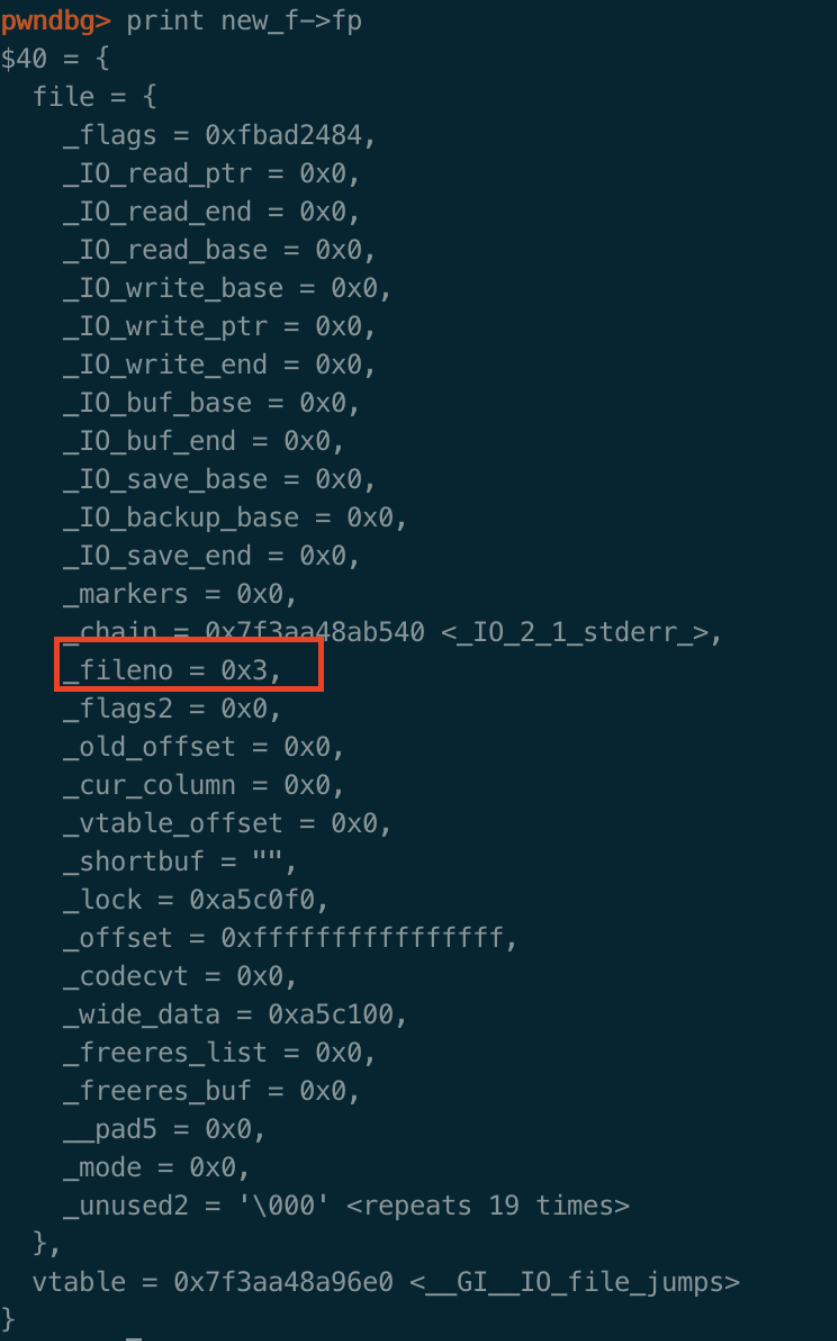 pwndbg> print new_f->fp
$40 = {
  file = {
    _flags = 0xfbad2484,
    _IO_read_ptr = 0x0,
    _IO_read_end = 0x0,
    _IO_read_base = 0x0,
    _IO_write_base = 0x0,
    _IO_write_ptr = 0x0,
    _IO_write_end = 0x0,
    _IO_buf_base = 0x0,
    _IO_buf_end = 0x0,
    _IO_save_base = 0x0,
    _IO_backup_base = 0x0,
    _IO_save_end = 0x0,
    _markers = 0x0,
    _chain = 0x7f3aa48ab540 <_IO_2_1_stderr_>,
    _fileno = 0x3,
    _flags2 = 0x0,
    _old_offset = 0x0,
    _cur_column = 0x0,
    _vtable_offset = 0x0,
    _shortbuf = "",
    _lock = 0xa5c0f0,
    _offset = 0xffffffffffffffff,
    _codecvt = 0x0,
    _wide_data = 0xa5c100,
    _freeres_list = 0x0,
    _freeres_buf = 0x0,
    __pad5 = 0x0,
    _mode = 0x0,
    _unused2 = '\000' <repeats 19 times>
  },
  vtable = 0x7f3aa48a96e0 <__GI__IO_file_jumps>
}